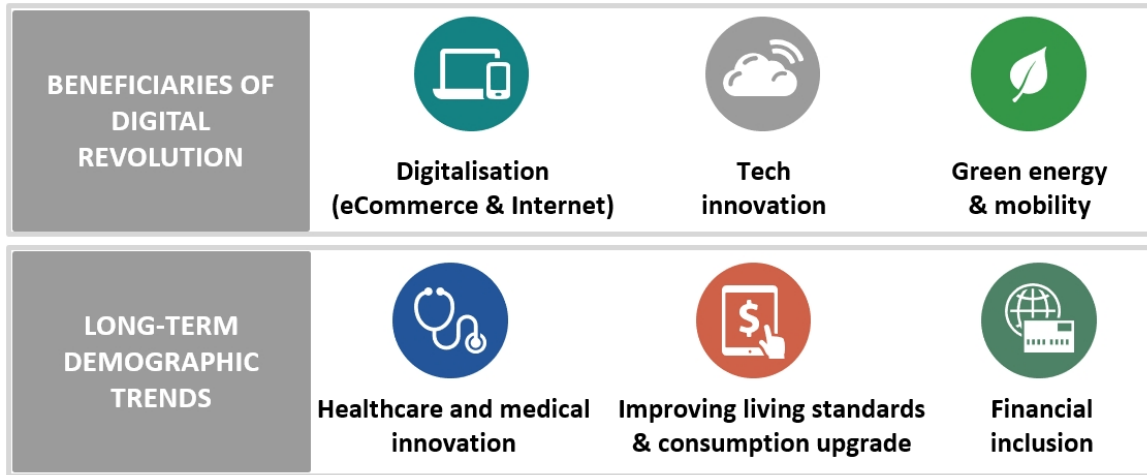 BENEFICIARIES OF
DIGITAL
REVOLUTION
Digitalisation
(eCommerce & Internet)
Tech
innovation
Green energy
& mobility
LONG-TERM
DEMOGRAPHIC
TRENDS
Healthcare and medical
innovation
$
Improving living standards
& consumption upgrade
Financial
inclusion